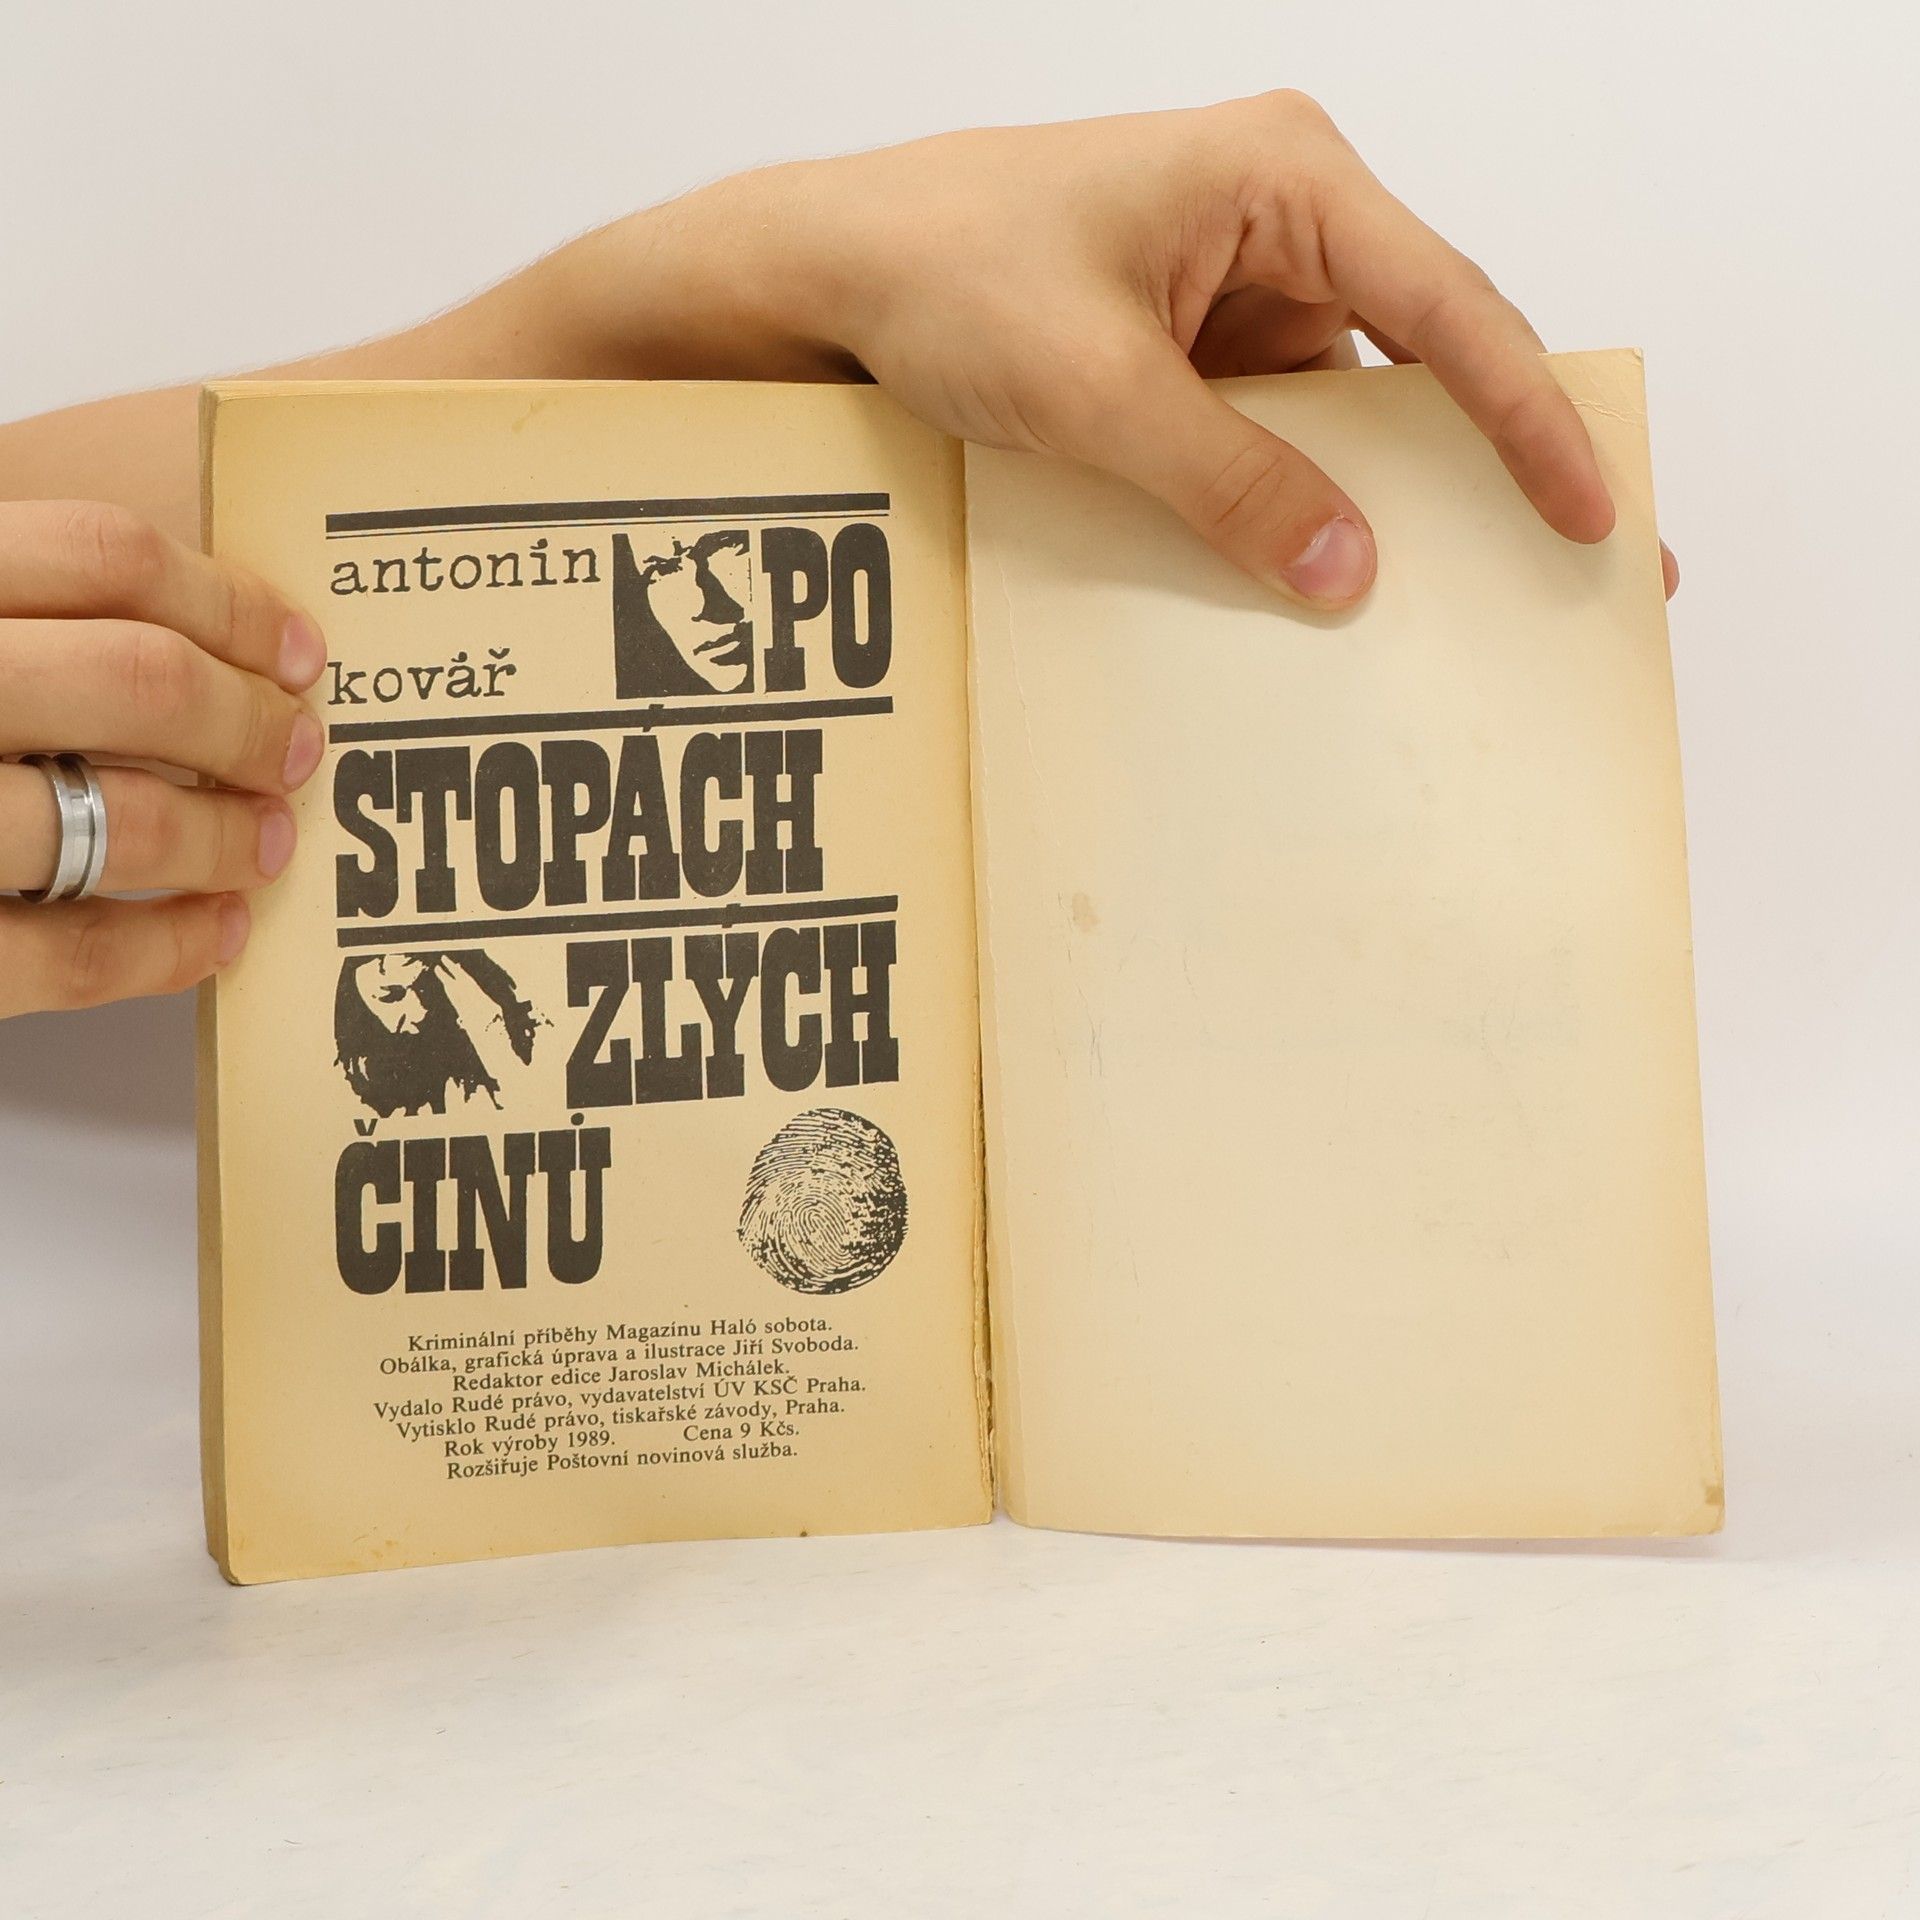 antonín
PO
kovář
STOPÁCH
ZLÝCH
ČINŮ
Kriminální příběhy Magazínu Haló sobota.
Obálka, grafická úprava a ilustrace Jiří Svoboda.
Redaktor edice Jaroslav Michálek.
Vydalo Rudé právo, vydavatelství ÚV KSČ Praha.
Vytisklo Rudé právo, tiskařské závody, Praha.
Rok výroby 1989. Cena 9 Kčs.
Rozšiřuje Poštovní novinová služba.